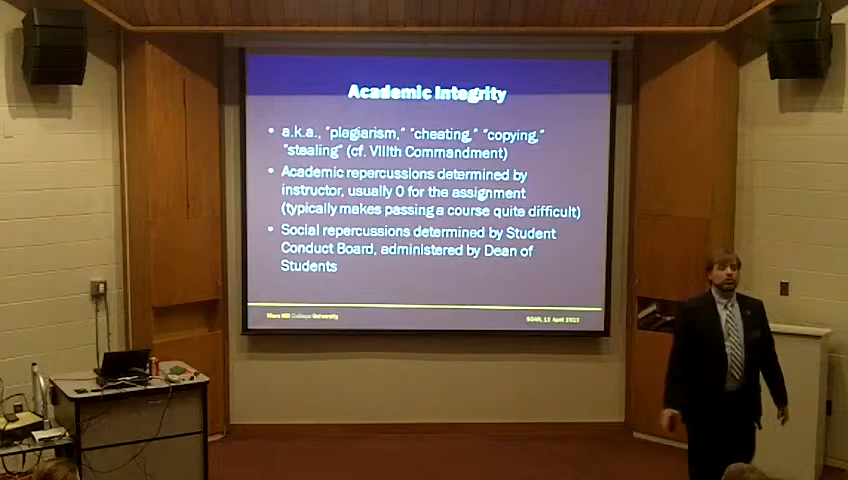 Academic Integrity
• a.k.a., "plagiarism," "cheating," "copying,"
"stealing" (cf. VIIIth Commandment)
• Academic repercussions determined by
instructor, usually 0 for the assignment
(typically makes passing a course quite difficult)
• Social repercussions determined by Student
Conduct Board, administered by Dean of
Students
Mars Hill College University
SOAR, 13 April 2013